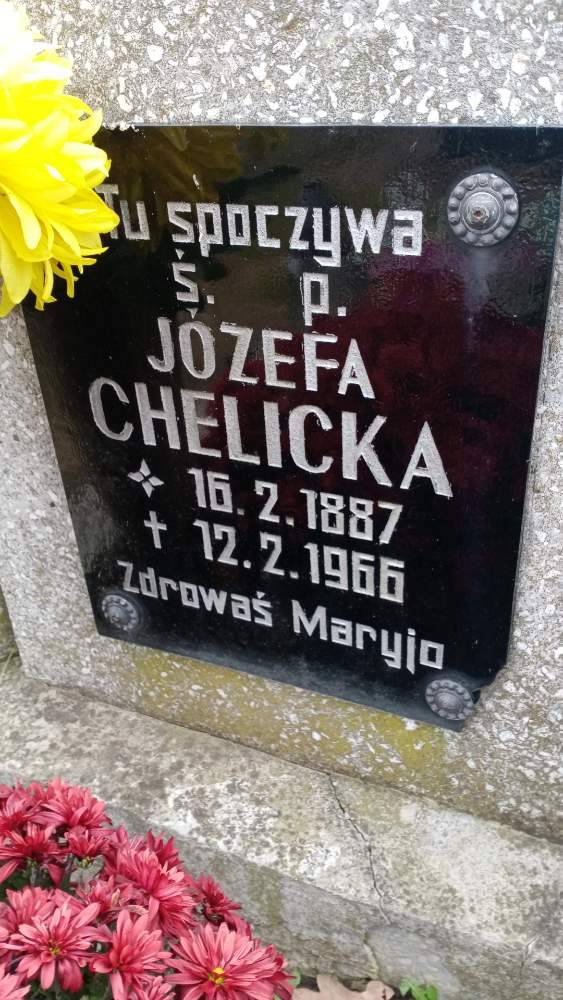 Tu spoczywa
Ś. p.
JÓZEFA
CHELICKA
16.2.1887
† 12.2.1966
Zdrowaś Maryjo